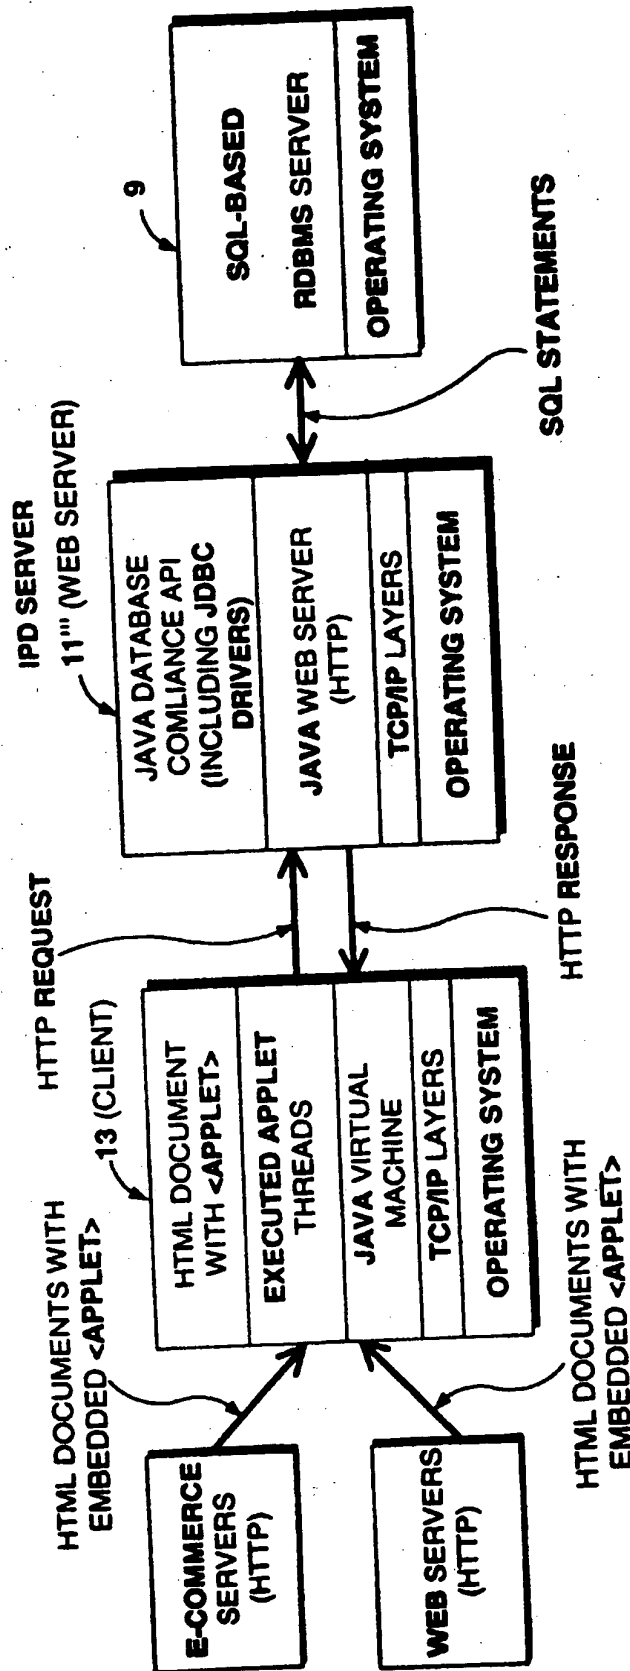 HTML DOCUMENTS WITH
EMBEDDED <APPLET>
E-COMMERCE
SERVERS
(HTTP)
WEB SERVERS
(HTTP)
HTML DOCUMENTS WITH
EMBEDDED <APPLET>
13 (CLIENT)
HTML DOCUMENT
WITH <APPLET>
EXECUTED APPLET
THREADS
JAVA VIRTUAL
MACHINE
TCP/IP LAYERS
OPERATING SYSTEM
HTTP REQUEST
HTTP RESPONSE
IPD SERVER
11''' (WEB SERVER)
JAVA DATABASE
COMLIANCE API
(INCLUDING JDBC
DRIVERS)
JAVA WEB SERVER
(HTTP)
TCP/IP LAYERS
OPERATING SYSTEM
SQL STATEMENTS
9
SQL-BASED
RDBMS SERVER
OPERATING SYSTEM